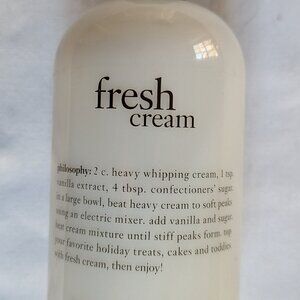 fresh
cream
philosophy: 2 c. heavy whipping cream, 1 tsp.
vanilla extract, 4 tbsp. confectioners' sugar.
in a large bowl, beat heavy cream to soft peaks
using an electric mixer. add vanilla and sugar.
beat cream mixture until stiff peaks form. top
your favorite holiday treats, cakes and toddies
with fresh cream, then enjoy!